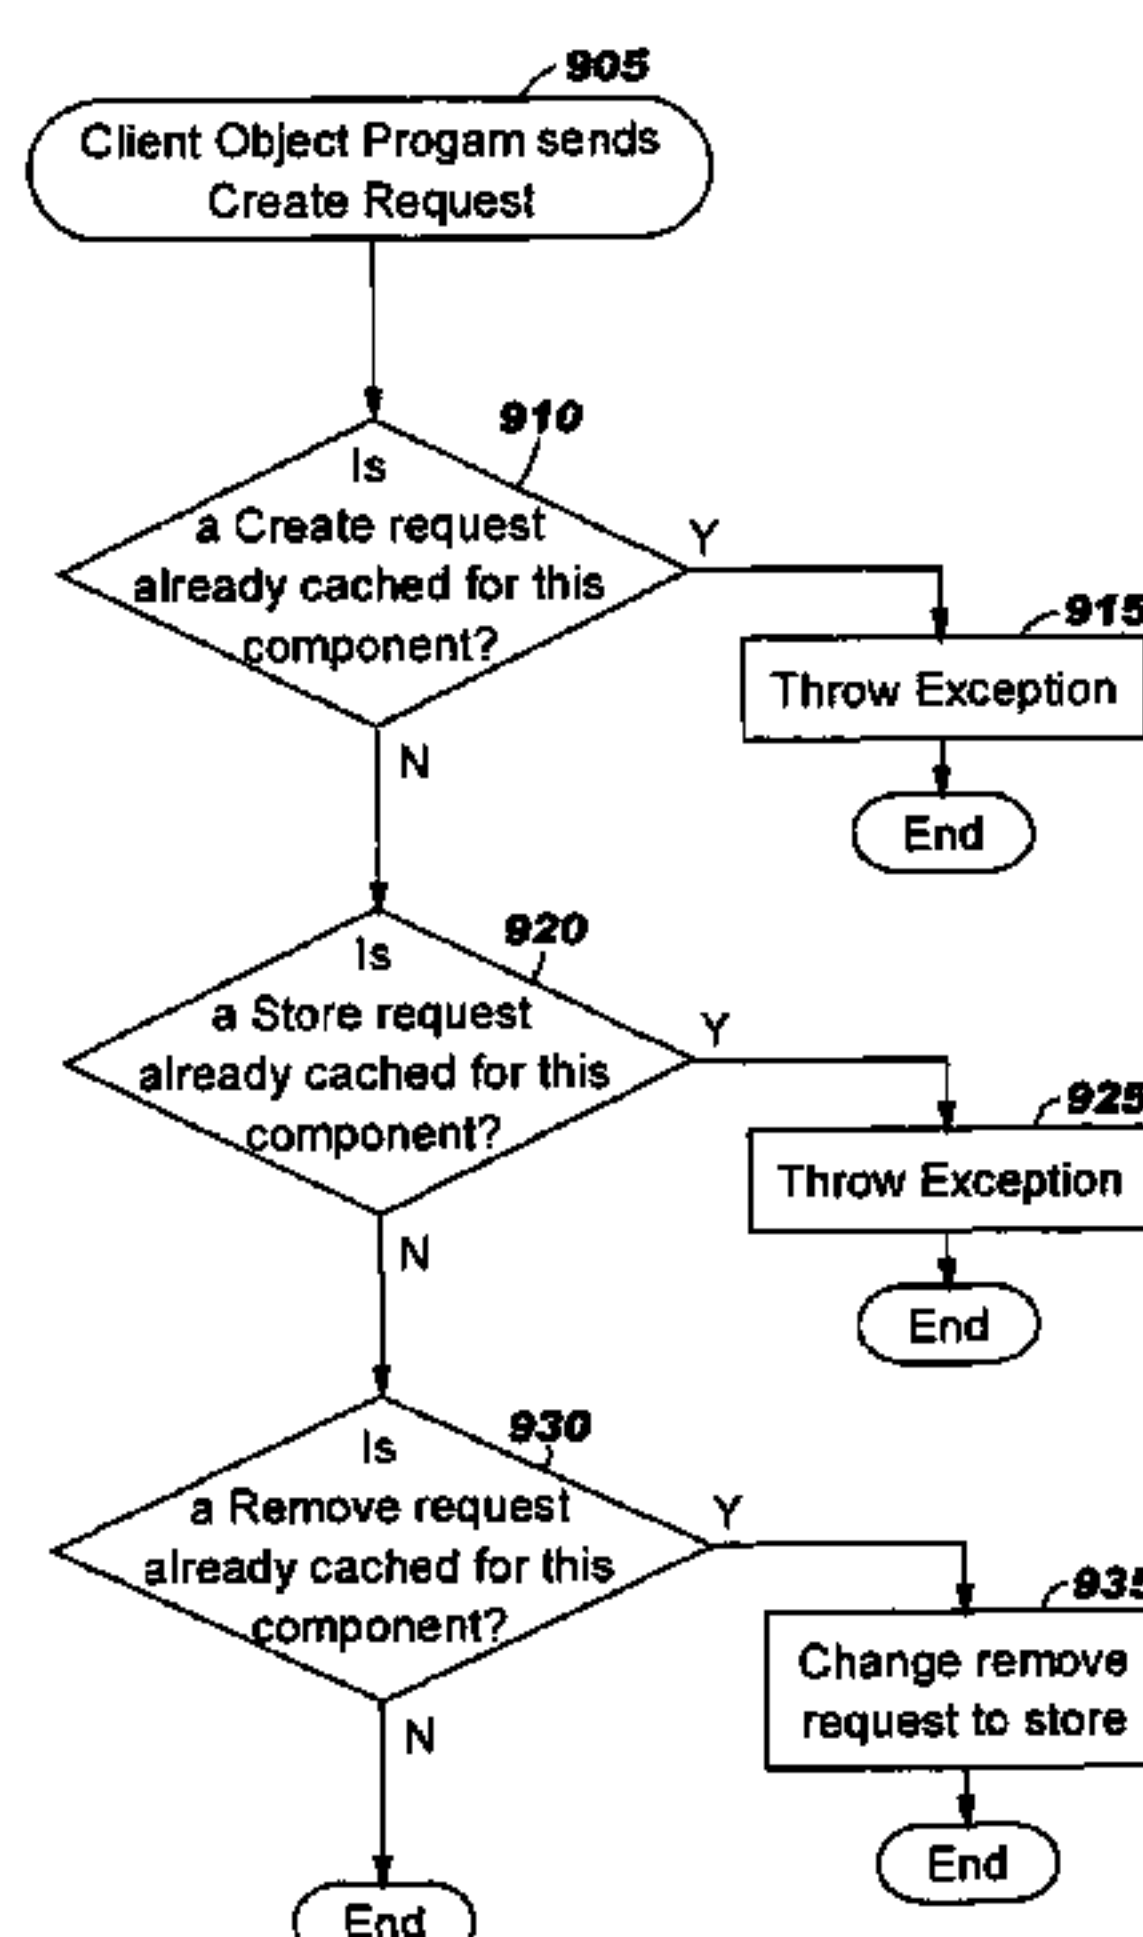 905
Client Object Progam sends
Create Request
910
Is
a Create request
already cached for this
component?
Y
915
Throw Exception
End
N
920
Is
a Store request
already cached for this
component?
Y
925
Throw Exception
End
N
930
Is
a Remove request
already cached for this
component?
Y
935
Change remove
request to store
End
N
End